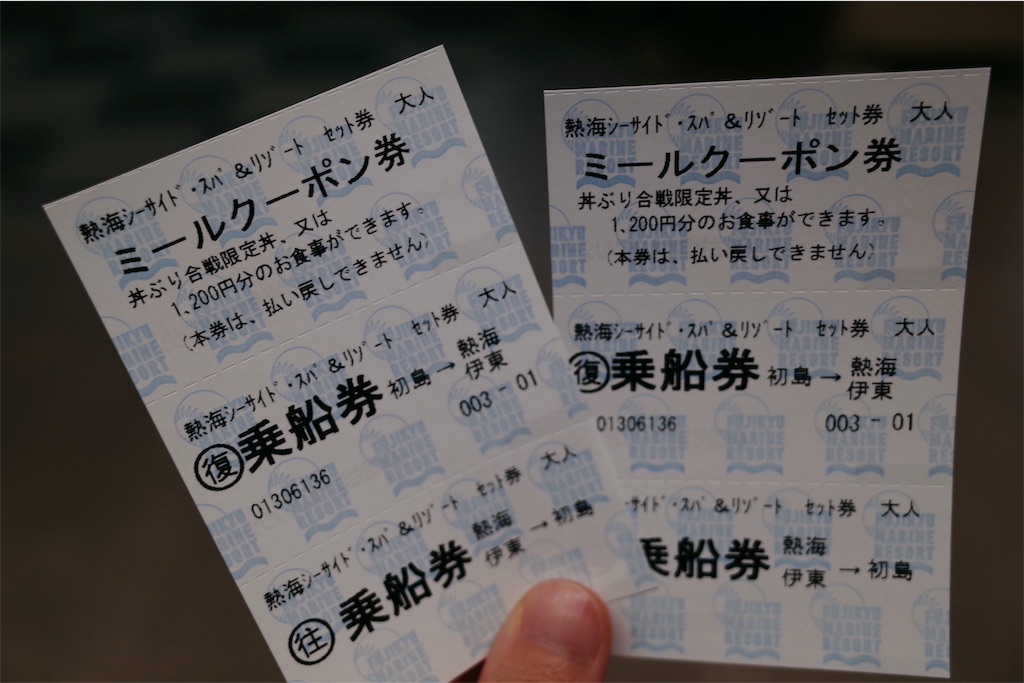 熱海シーサイド・スパ&リゾート セット券 大人
ミールクーポン券
丼ぶり合戦限定丼、又は
1,200円分のお食事ができます。
(本券は、払い戻しできません)
熱海シーサイド・スパ&リゾート セット券 大人
復 乗船券 初島→熱海
伊東
01306136 003-01
熱海シーサイド・スパ&リゾート セット券 大人
往 乗船券 熱海
伊東 →初島
熱海シーサイド・スパ&リゾート セット券 大人
ミールクーポン券
丼ぶり合戦限定丼、又は
1,200円分のお食事ができます。
(本券は、払い戻しできません)
熱海シーサイド・スパ&リゾート セット券 大人
復 乗船券 初島→熱海
伊東
01306136 003-01
サイド・スパ&リゾート セット券 大人
乗船券 熱海
伊東 →初島
FUJIKYU
MARINE
RESORT